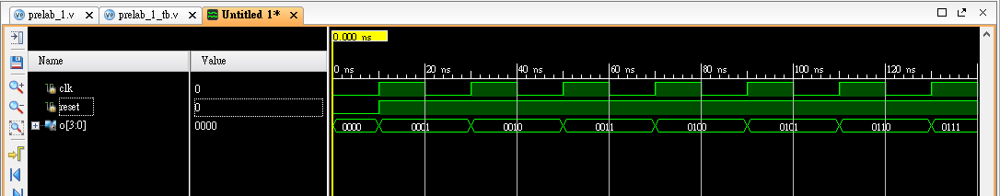 prelab_1.v prelab_1_tb.v Untitled 1*
0.000 ns
Name Value
0 ns 20 ns 40 ns 60 ns 80 ns 100 ns 120 ns
clk 0
reset 0
o[3:0] 0000 0000 0001 0010 0011 0100 0101 0110 0111